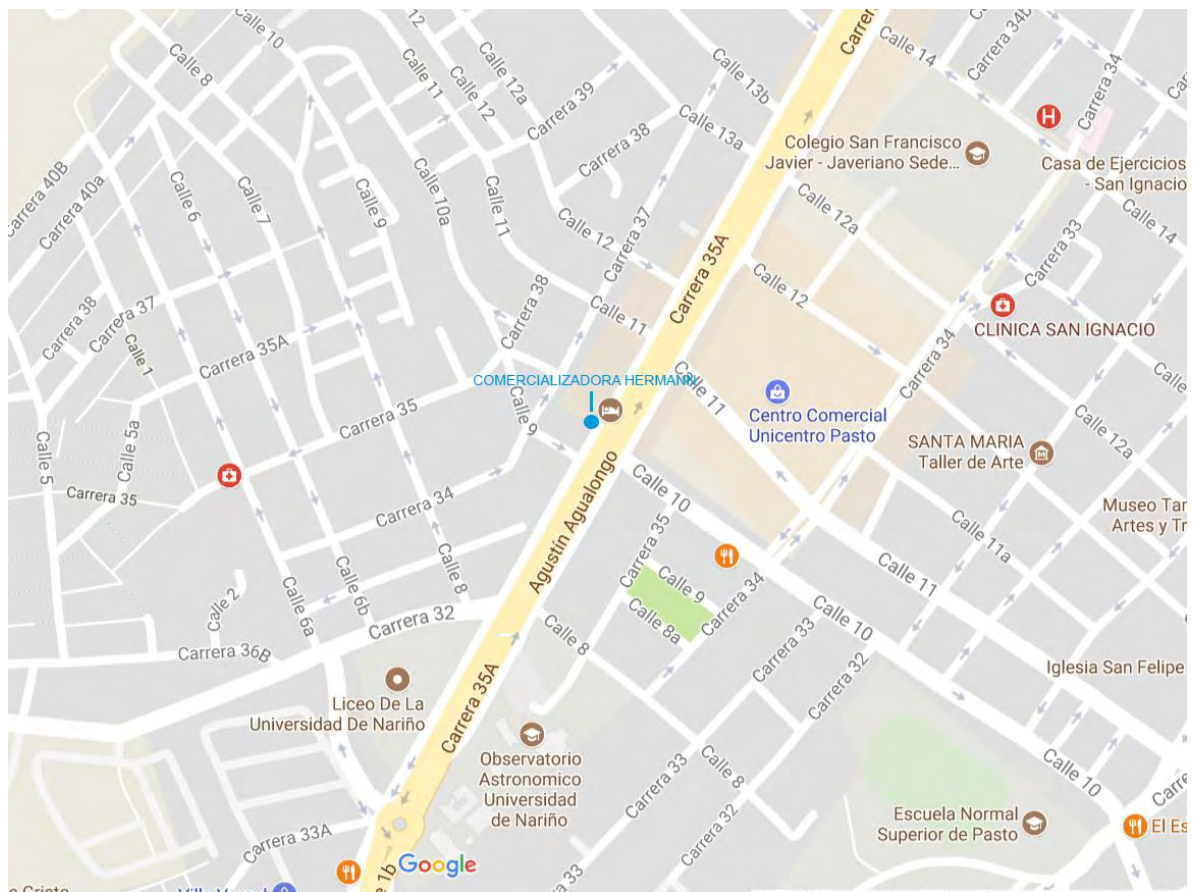 Calle 10
12
Calle 8
Calle 11
Calle 12
Calle 12a
Carrera 39
Carrera 38
Calle 13b
Calle 13a
Carrera
Calle 14
Carrera 34b
Carrera 34
Colegio San Francisco
Javier - Javeriano Sede...
H
Casa de Ejercicios
- San Ignacio
Carrera 40B
Carrera 40a
Calle 6
Calle 7
Calle 9
Calle 10a
Calle 11
Calle 12
Carrera 37
Calle 12a
Calle 14
Carrera 33
Carrera 35A
Calle 12
Carrera 38
Carrera 37
Calle 1
Carrera 35A
Carrera 38
Calle 11
CLINICA SAN IGNACIO
Carrera 34
COMERCIALIZADORA HERMANN
Calle 11
Centro Comercial
Unicentro Pasto
Calle 5a
Calle 5
Carrera 35
Calle 9
SANTA MARIA
Taller de Arte
Calle 12a
Carrera 35
Carrera 34
Agustín Agualongo
Calle 10
Museo Tar
Artes y Tr
Calle 11a
Carrera 35
Calle 9
Calle 8a
Carrera 34
Calle 11
Calle 2
Calle 6a
Calle 6b
Calle 8
Carrera 32
Carrera 36B
Calle 8
Calle 10
Carrera 33
Carrera 32
Iglesia San Felipe
Liceo De La
Universidad De Nariño
Carrera 35A
Observatorio
Astronomico
Universidad
de Nariño
Carrera 33
Calle 8
Carrera 32
Calle 10
Escuela Normal
Superior de Pasto
Carre
El Es
Carrera 33A
Google
e 1b
33